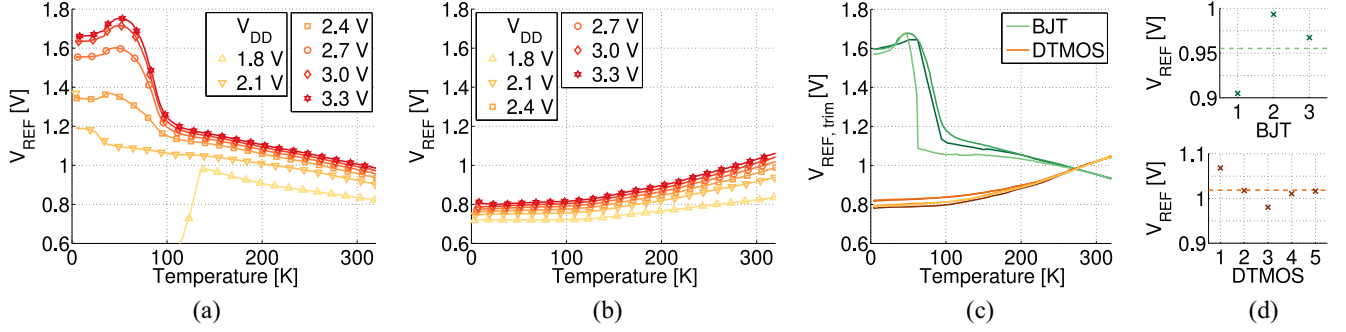 1.8
1.6
1.4
1.2
1
0.8
0.6
V_REF [V]
0
100
200
300
Temperature [K]
V_DD
1.8 V
2.1 V
2.4 V
2.7 V
3.0 V
3.3 V
(a)
1.8
1.6
1.4
1.2
1
0.8
0.6
V_REF [V]
0
100
200
300
Temperature [K]
V_DD
1.8 V
2.1 V
2.4 V
2.7 V
3.0 V
3.3 V
(b)
1.8
1.6
1.4
1.2
1
0.8
0.6
V_REF, trim [V]
0
100
200
300
Temperature [K]
BJT
DTMOS
(c)
1
0.95
0.9
V_REF [V]
1
2
3
BJT
1.1
1
0.9
V_REF [V]
1
2
3
4
5
DTMOS
(d)